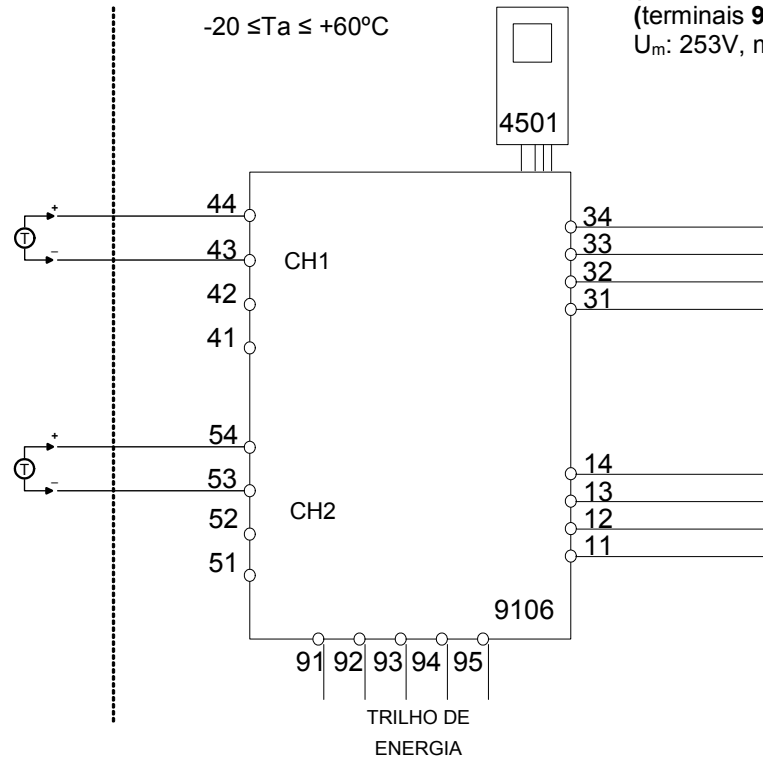 -20 ≤Ta ≤ +60ºC
(terminais 9
Um: 253V, m
4501
44
43
42
41
CH1
34
33
32
31
54
53
52
51
CH2
14
13
12
11
9106
91 92 93 94 95
TRILHO DE
ENERGIA
+
−
T
+
−
T